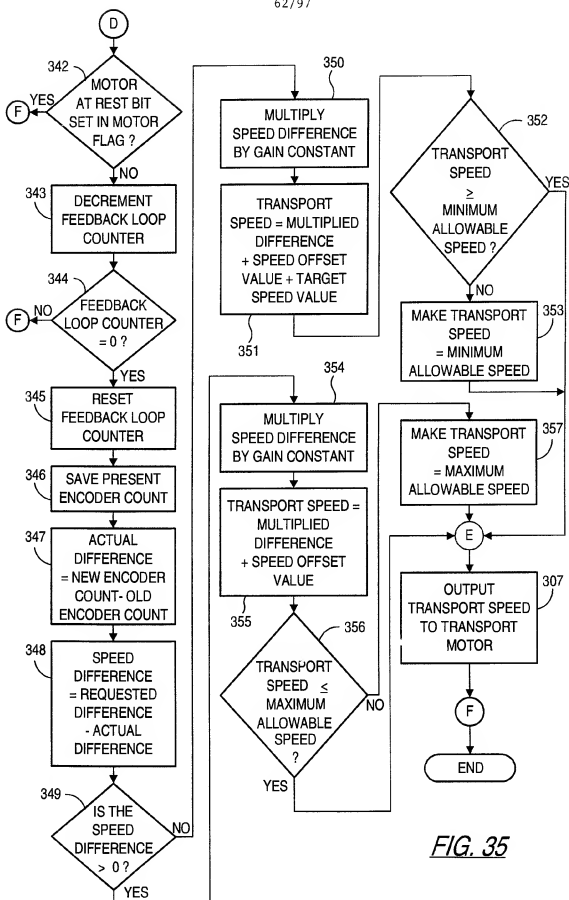 62/97
D
342
MOTOR
AT REST BIT
SET IN MOTOR
FLAG ?
YES
F
NO
343
DECREMENT
FEEDBACK LOOP
COUNTER
344
FEEDBACK
LOOP COUNTER
= 0 ?
NO
F
YES
345
RESET
FEEDBACK LOOP
COUNTER
346
SAVE PRESENT
ENCODER COUNT
347
ACTUAL
DIFFERENCE
= NEW ENCODER
COUNT- OLD
ENCODER COUNT
348
SPEED
DIFFERENCE
= REQUESTED
DIFFERENCE
- ACTUAL
DIFFERENCE
349
IS THE
SPEED
DIFFERENCE
> 0 ?
NO
YES
350
MULTIPLY
SPEED DIFFERENCE
BY GAIN CONSTANT
TRANSPORT
SPEED = MULTIPLIED
DIFFERENCE
+ SPEED OFFSET
VALUE + TARGET
SPEED VALUE
351
352
TRANSPORT
SPEED
≥
MINIMUM
ALLOWABLE
SPEED ?
YES
NO
353
MAKE TRANSPORT
SPEED
= MINIMUM
ALLOWABLE SPEED
354
MULTIPLY
SPEED DIFFERENCE
BY GAIN CONSTANT
TRANSPORT SPEED =
MULTIPLIED
DIFFERENCE
+ SPEED OFFSET
VALUE
355
356
TRANSPORT
SPEED ≤
MAXIMUM
ALLOWABLE
SPEED
?
NO
YES
357
MAKE TRANSPORT
SPEED
= MAXIMUM
ALLOWABLE SPEED
E
307
OUTPUT
TRANSPORT SPEED
TO TRANSPORT
MOTOR
F
END
FIG. 35